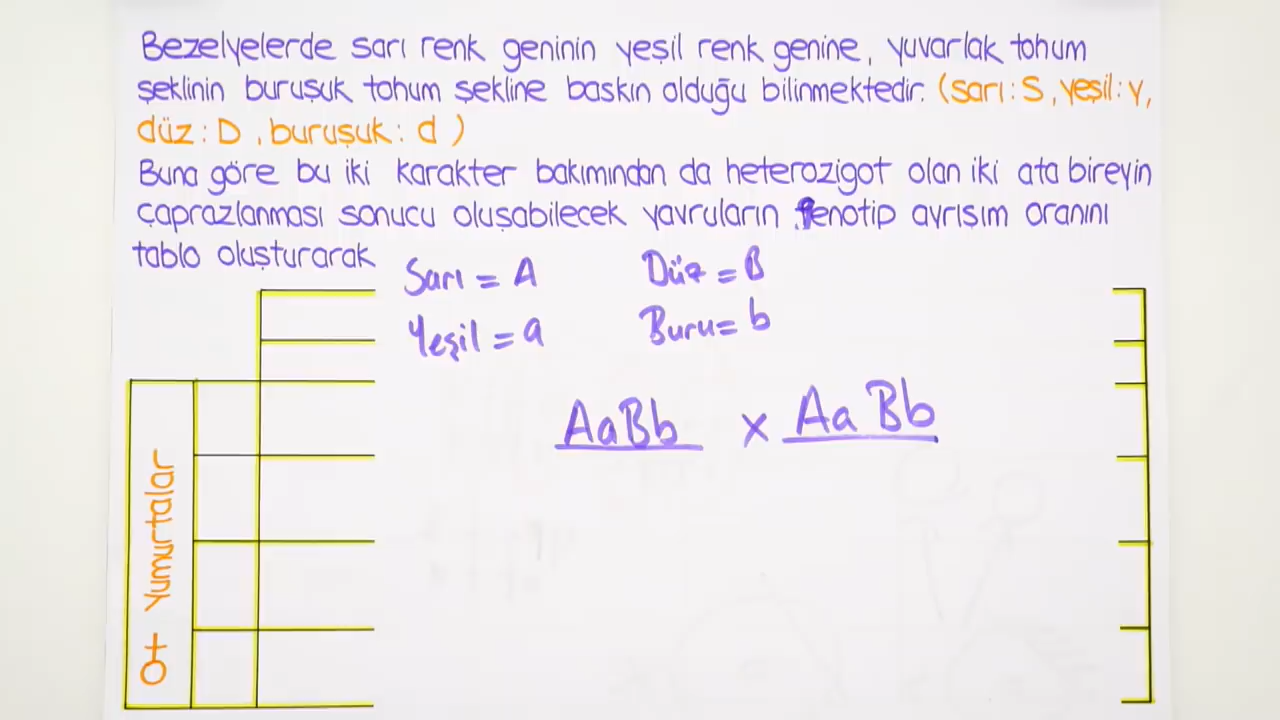 Bezelyelerde sarı renk geninin yeşil renk genine, yuvarlak tohum
şeklinin buruşuk tohum şekline baskın olduğu bilinmektedir. (sarı: S, yeşil: y,
düz: D, buruşuk: d )
Buna göre bu iki karakter bakımından da heterozigot olan iki ata bireyin
çaprazlanması sonucu oluşabilecek yavruların fenotip ayrışım oranını
tablo oluşturarak
Sarı = A Düz = B
Yeşil = a Buru= b
AaBb x AaBb
Yumurtalar